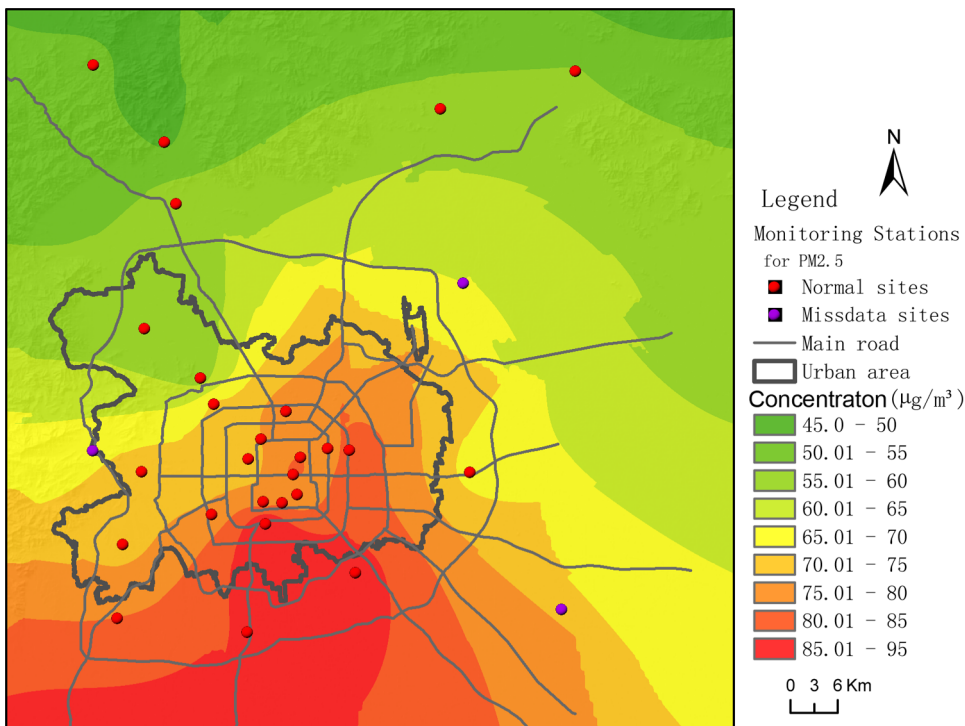 N
Legend
Monitoring Stations
for PM2.5
Normal sites
Missdata sites
Main road
Urban area
Concentraton (μg/m³)
45.0 - 50
50.01 - 55
55.01 - 60
60.01 - 65
65.01 - 70
70.01 - 75
75.01 - 80
80.01 - 85
85.01 - 95
0 3 6 Km